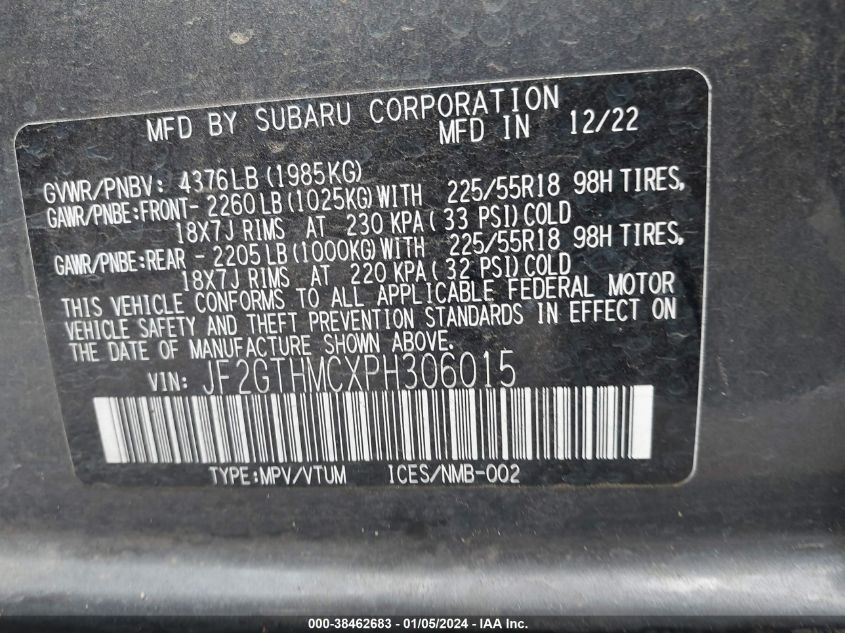 MFD BY SUBARU CORPORATION
MFD IN 12/22
GVWR/PNBV: 4376LB(1985KG)
GAWR/PNBE:FRONT- 2260LB(1025KG)WITH 225/55R18 98H TIRES,
18X7J RIMS AT 230 KPA( 33 PSI)COLD
GAWR/PNBE:REAR - 2205LB(1000KG)WITH 225/55R18 98H TIRES,
18X7J RIMS AT 220 KPA( 32 PSI)COLD
THIS VEHICLE CONFORMS TO ALL APPLICABLE FEDERAL MOTOR
VEHICLE SAFETY AND THEFT PREVENTION STANDARDS IN EFFECT ON
THE DATE OF MANUFACTURE SHOWN ABOVE.
VIN: JF2GTHMCXPH306015
TYPE:MPV/VTUM ICES/NMB-002
000-38462683 - 01/05/2024 - IAA Inc.